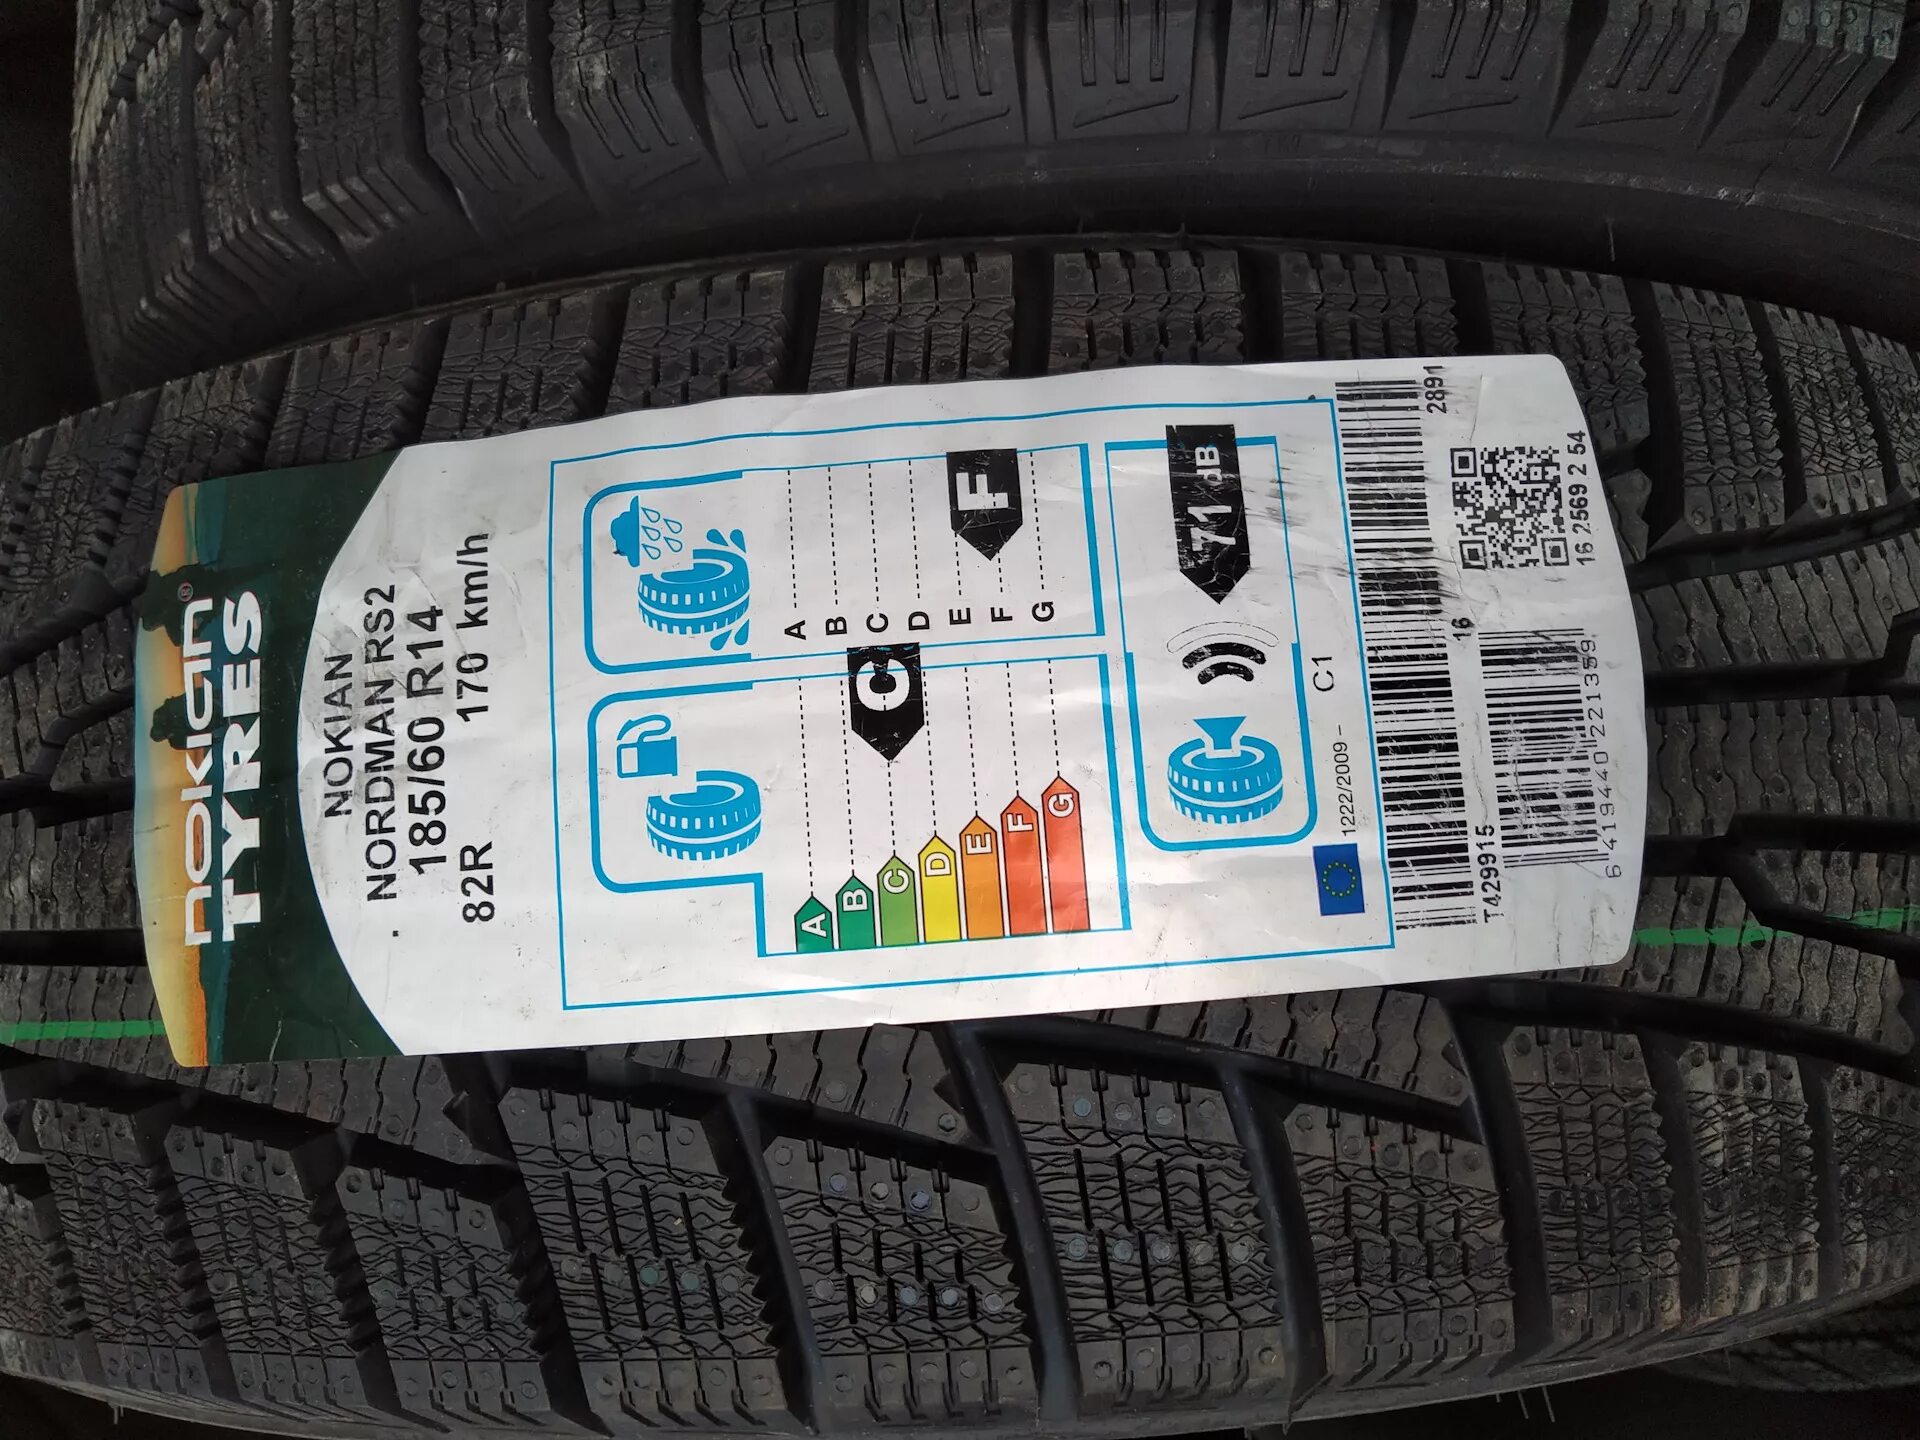 nokian®
TYRES
NOKIAN
NORDMAN RS2
185/60 R14
82R 170 km/h
A
B
C
D
E
F
G
C
A
B
C
D
E
F
G
F
71 dB
1222/2009 – C1
16
2891
T429915
6 419440 221359
16 2569 2 54